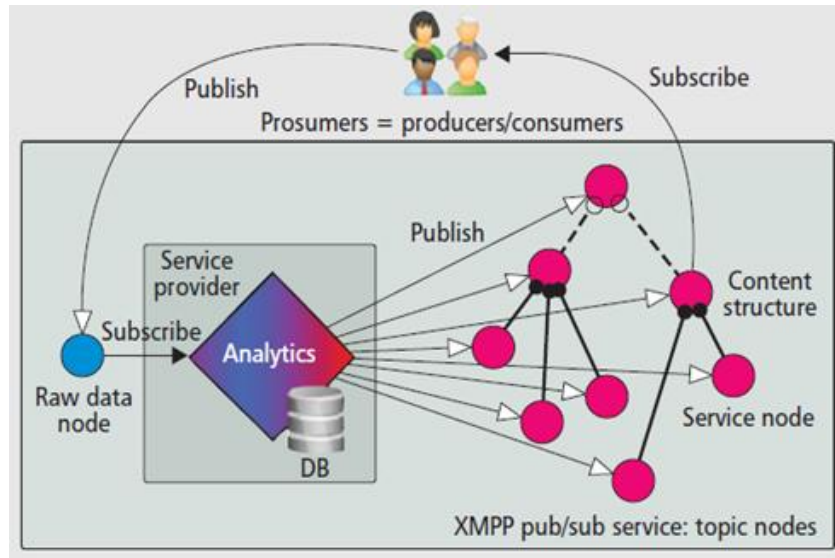 Publish
Subscribe
Prosumers = producers/consumers
Publish
Service
provider
Subscribe
Analytics
Content
structure
Raw data
node
DB
Service node
XMPP pub/sub service: topic nodes